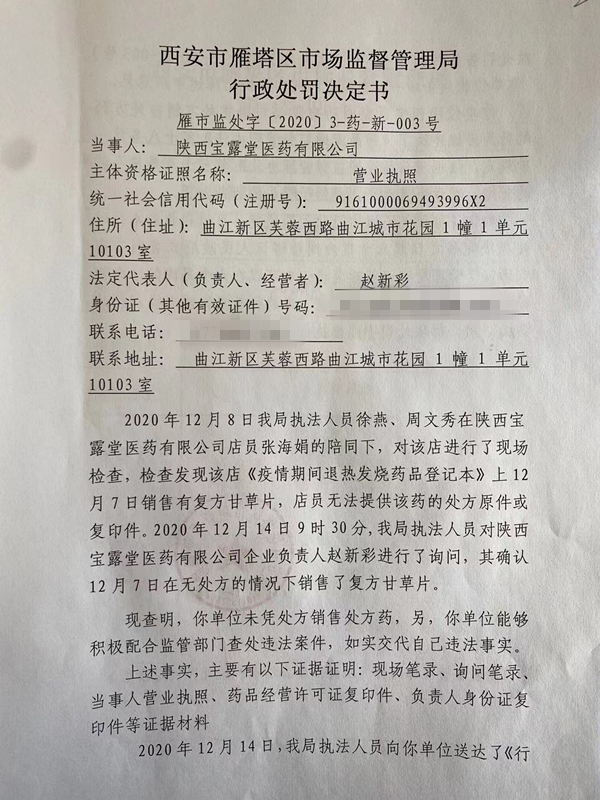 西安市雁塔区市场监督管理局
行政处罚决定书
雁市监处字〔2020〕3-药-新-003号
当事人：陕西宝露堂医药有限公司
主体资格证照名称：营业执照
统一社会信用代码（注册号）：9161000069493996X2
住所（住址）：曲江新区芙蓉西路曲江城市花园1幢1单元
10103室
法定代表人（负责人、经营者）：赵新彩
身份证（其他有效证件）号码：
联系电话：
联系地址：曲江新区芙蓉西路曲江城市花园1幢1单元
10103室
2020年12月8日我局执法人员徐燕、周文秀在陕西宝
露堂医药有限公司店员张海娟的陪同下，对该店进行了现场
检查，检查发现该店《疫情期间退热发烧药品登记本》上12
月7日销售有复方甘草片，店员无法提供该药的处方原件或
复印件。2020年12月14日9时30分，我局执法人员对陕西
宝露堂医药有限公司企业负责人赵新彩进行了询问，其确认
12月7日在无处方的情况下销售了复方甘草片。
现查明，你单位未凭处方销售处方药，另，你单位能够
积极配合监管部门查处违法案件，如实交代自己违法事实。
上述事实，主要有以下证据证明：现场笔录、询问笔录、
当事人营业执照、药品经营许可证复印件、负责人身份证复
印件等证据材料
2020年12月14日，我局执法人员向你单位送达了《行